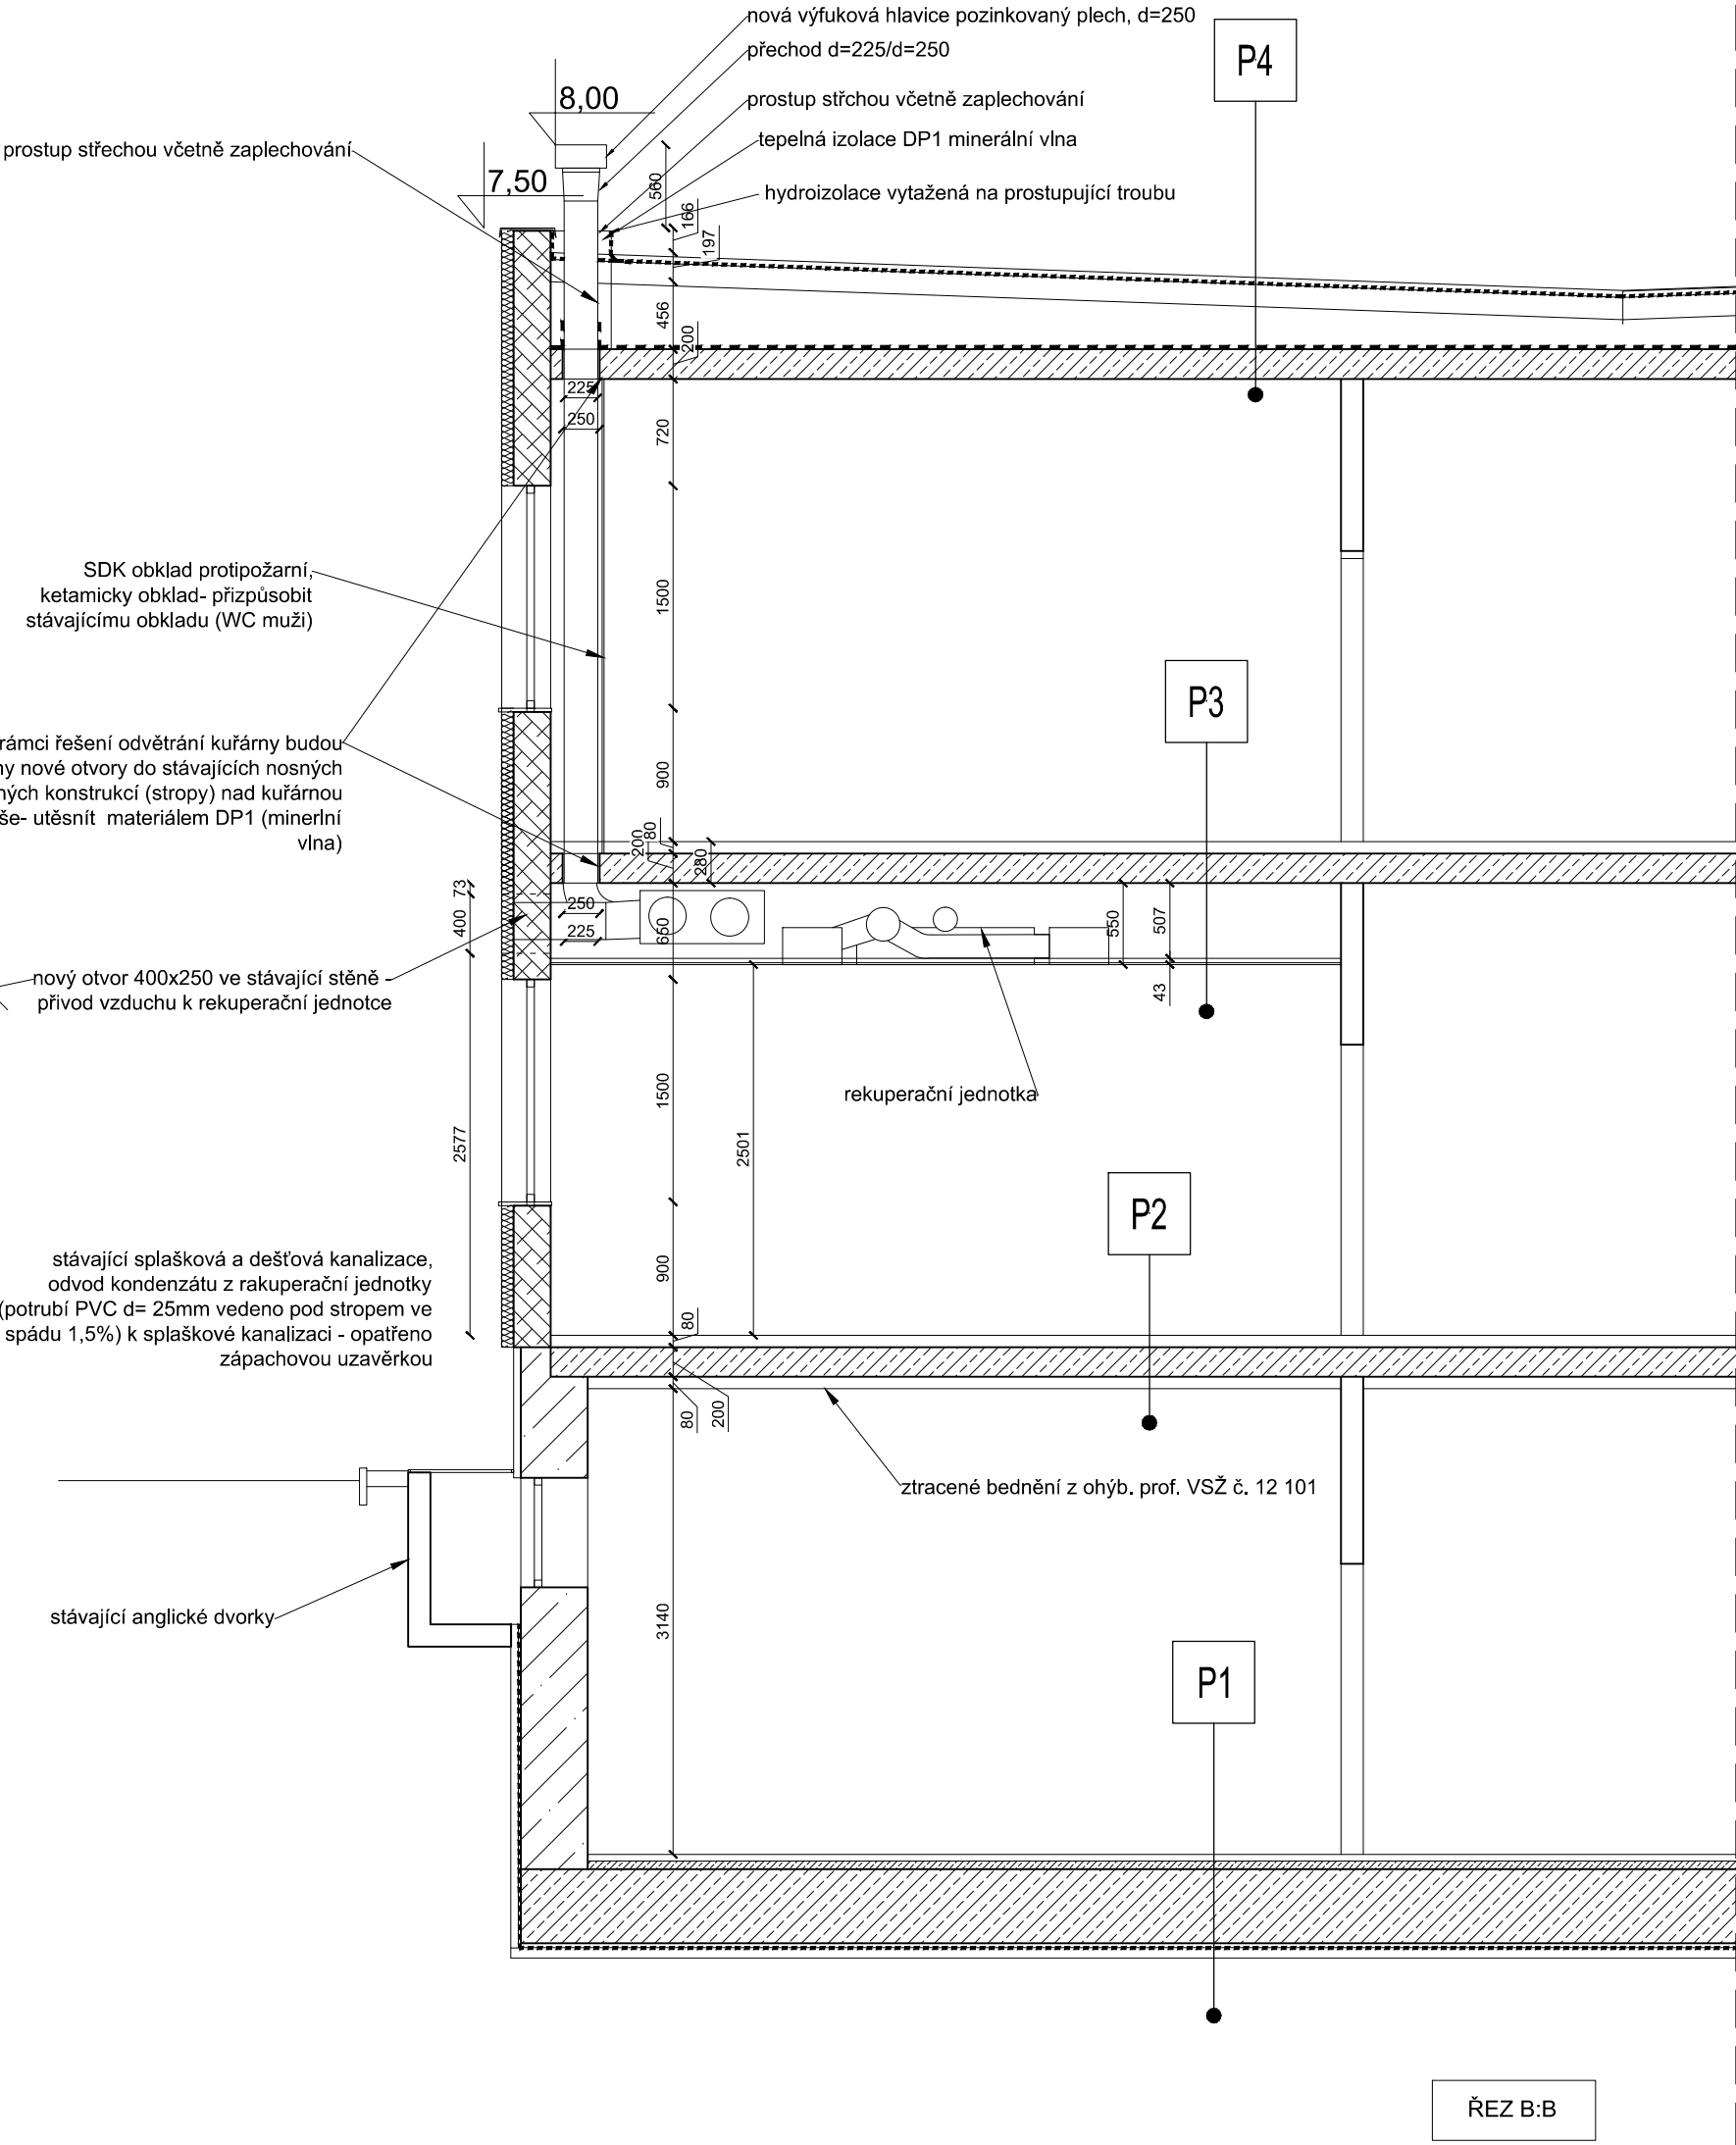 nová výfuková hlavice pozinkovaný plech, d=250
přechod d=225/d=250
P4
8,00
prostup střchou včetně zaplechování
tepelná izolace DP1 minerální vlna
prostup střechou včetně zaplechování
7,50
560
hydroizolace vytažená na prostupující troubu
166
197
456
200
225
250
720
SDK obklad protipožární,
ketamicky obklad- přizpůsobit
stávajícímu obkladu (WC muži)
1500
P3
rámci řešení odvětrání kuřárny budou
ny nové otvory do stávajících nosných
ných konstrukcí (stropy) nad kuřárnou
še- utěsnít materiálem DP1 (minerlní
vlna)
900
80
200
280
73
400
250
225
650
550
507
43
nový otvor 400x250 ve stávající stěně -
přivod vzduchu k rekuperační jednotce
rekuperační jednotka
1500
2577
2501
P2
stávající splašková a dešťová kanalizace,
odvod kondenzátu z rakuperační jednotky
(potrubí PVC d= 25mm vedeno pod stropem ve
spádu 1,5%) k splaškové kanalizaci - opatřeno
zápachovou uzavěrkou
900
80
80
200
ztracené bednění z ohýb. prof. VSŽ č. 12 101
stávající anglické dvorky
3140
P1
ŘEZ B:B